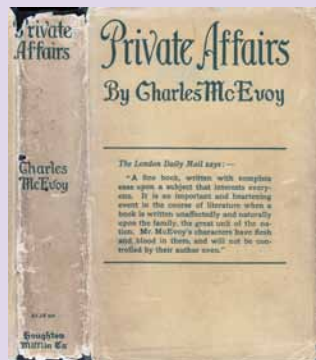 Private
Affairs
Charles
McEvoy
Houghton
Mifflin Co
Private Affairs
By Charles McEvoy
The London Daily Mail says:—
"A fine book, written with complete
ease upon a subject that interests every-
one. It is an important and heartening
event in the course of literature when a
book is written unaffectedly and naturally
upon the family, the great unit of the na-
tion. Mr. McEvoy's characters have flesh
and blood in them, and will not be con-
trolled by their author even."